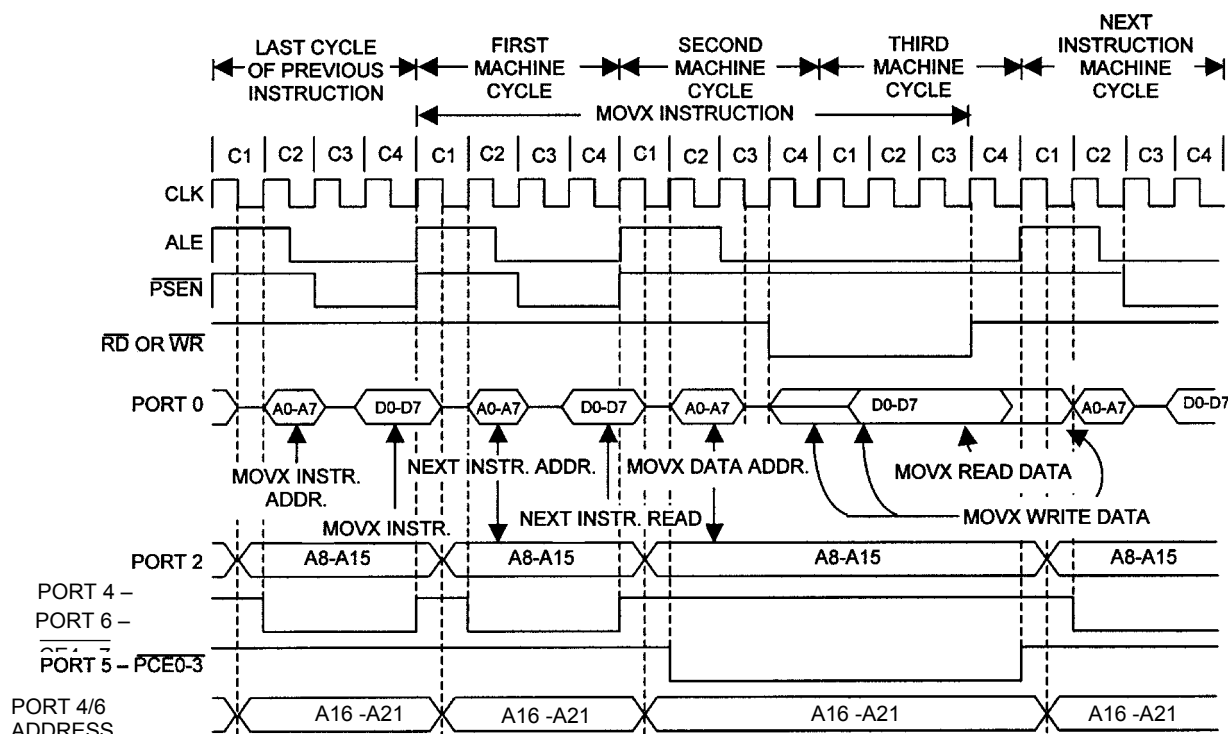 LAST CYCLE
OF PREVIOUS
INSTRUCTION
FIRST
MACHINE
CYCLE
SECOND
MACHINE
CYCLE
THIRD
MACHINE
CYCLE
NEXT
INSTRUCTION
MACHINE
CYCLE
MOVX INSTRUCTION
C1 C2 C3 C4 C1 C2 C3 C4 C1 C2 C3 C4 C1 C2 C3 C4 C1 C2 C3 C4
CLK
ALE
PSEN
RD OR WR
PORT 0 A0-A7 D0-D7 A0-A7 D0-D7 A0-A7 D0-D7 A0-A7 D0-D7
MOVX INSTR.
ADDR.
NEXT INSTR. ADDR.
MOVX DATA ADDR.
MOVX READ DATA
MOVX INSTR.
NEXT INSTR. READ
MOVX WRITE DATA
PORT 2 A8-A15 A8-A15 A8-A15 A8-A15
PORT 4 –
PORT 6 –
PORT 5 – PCE0-3
PORT 4/6
ADDRESS
A16 -A21 A16 -A21 A16 -A21 A16 -A21